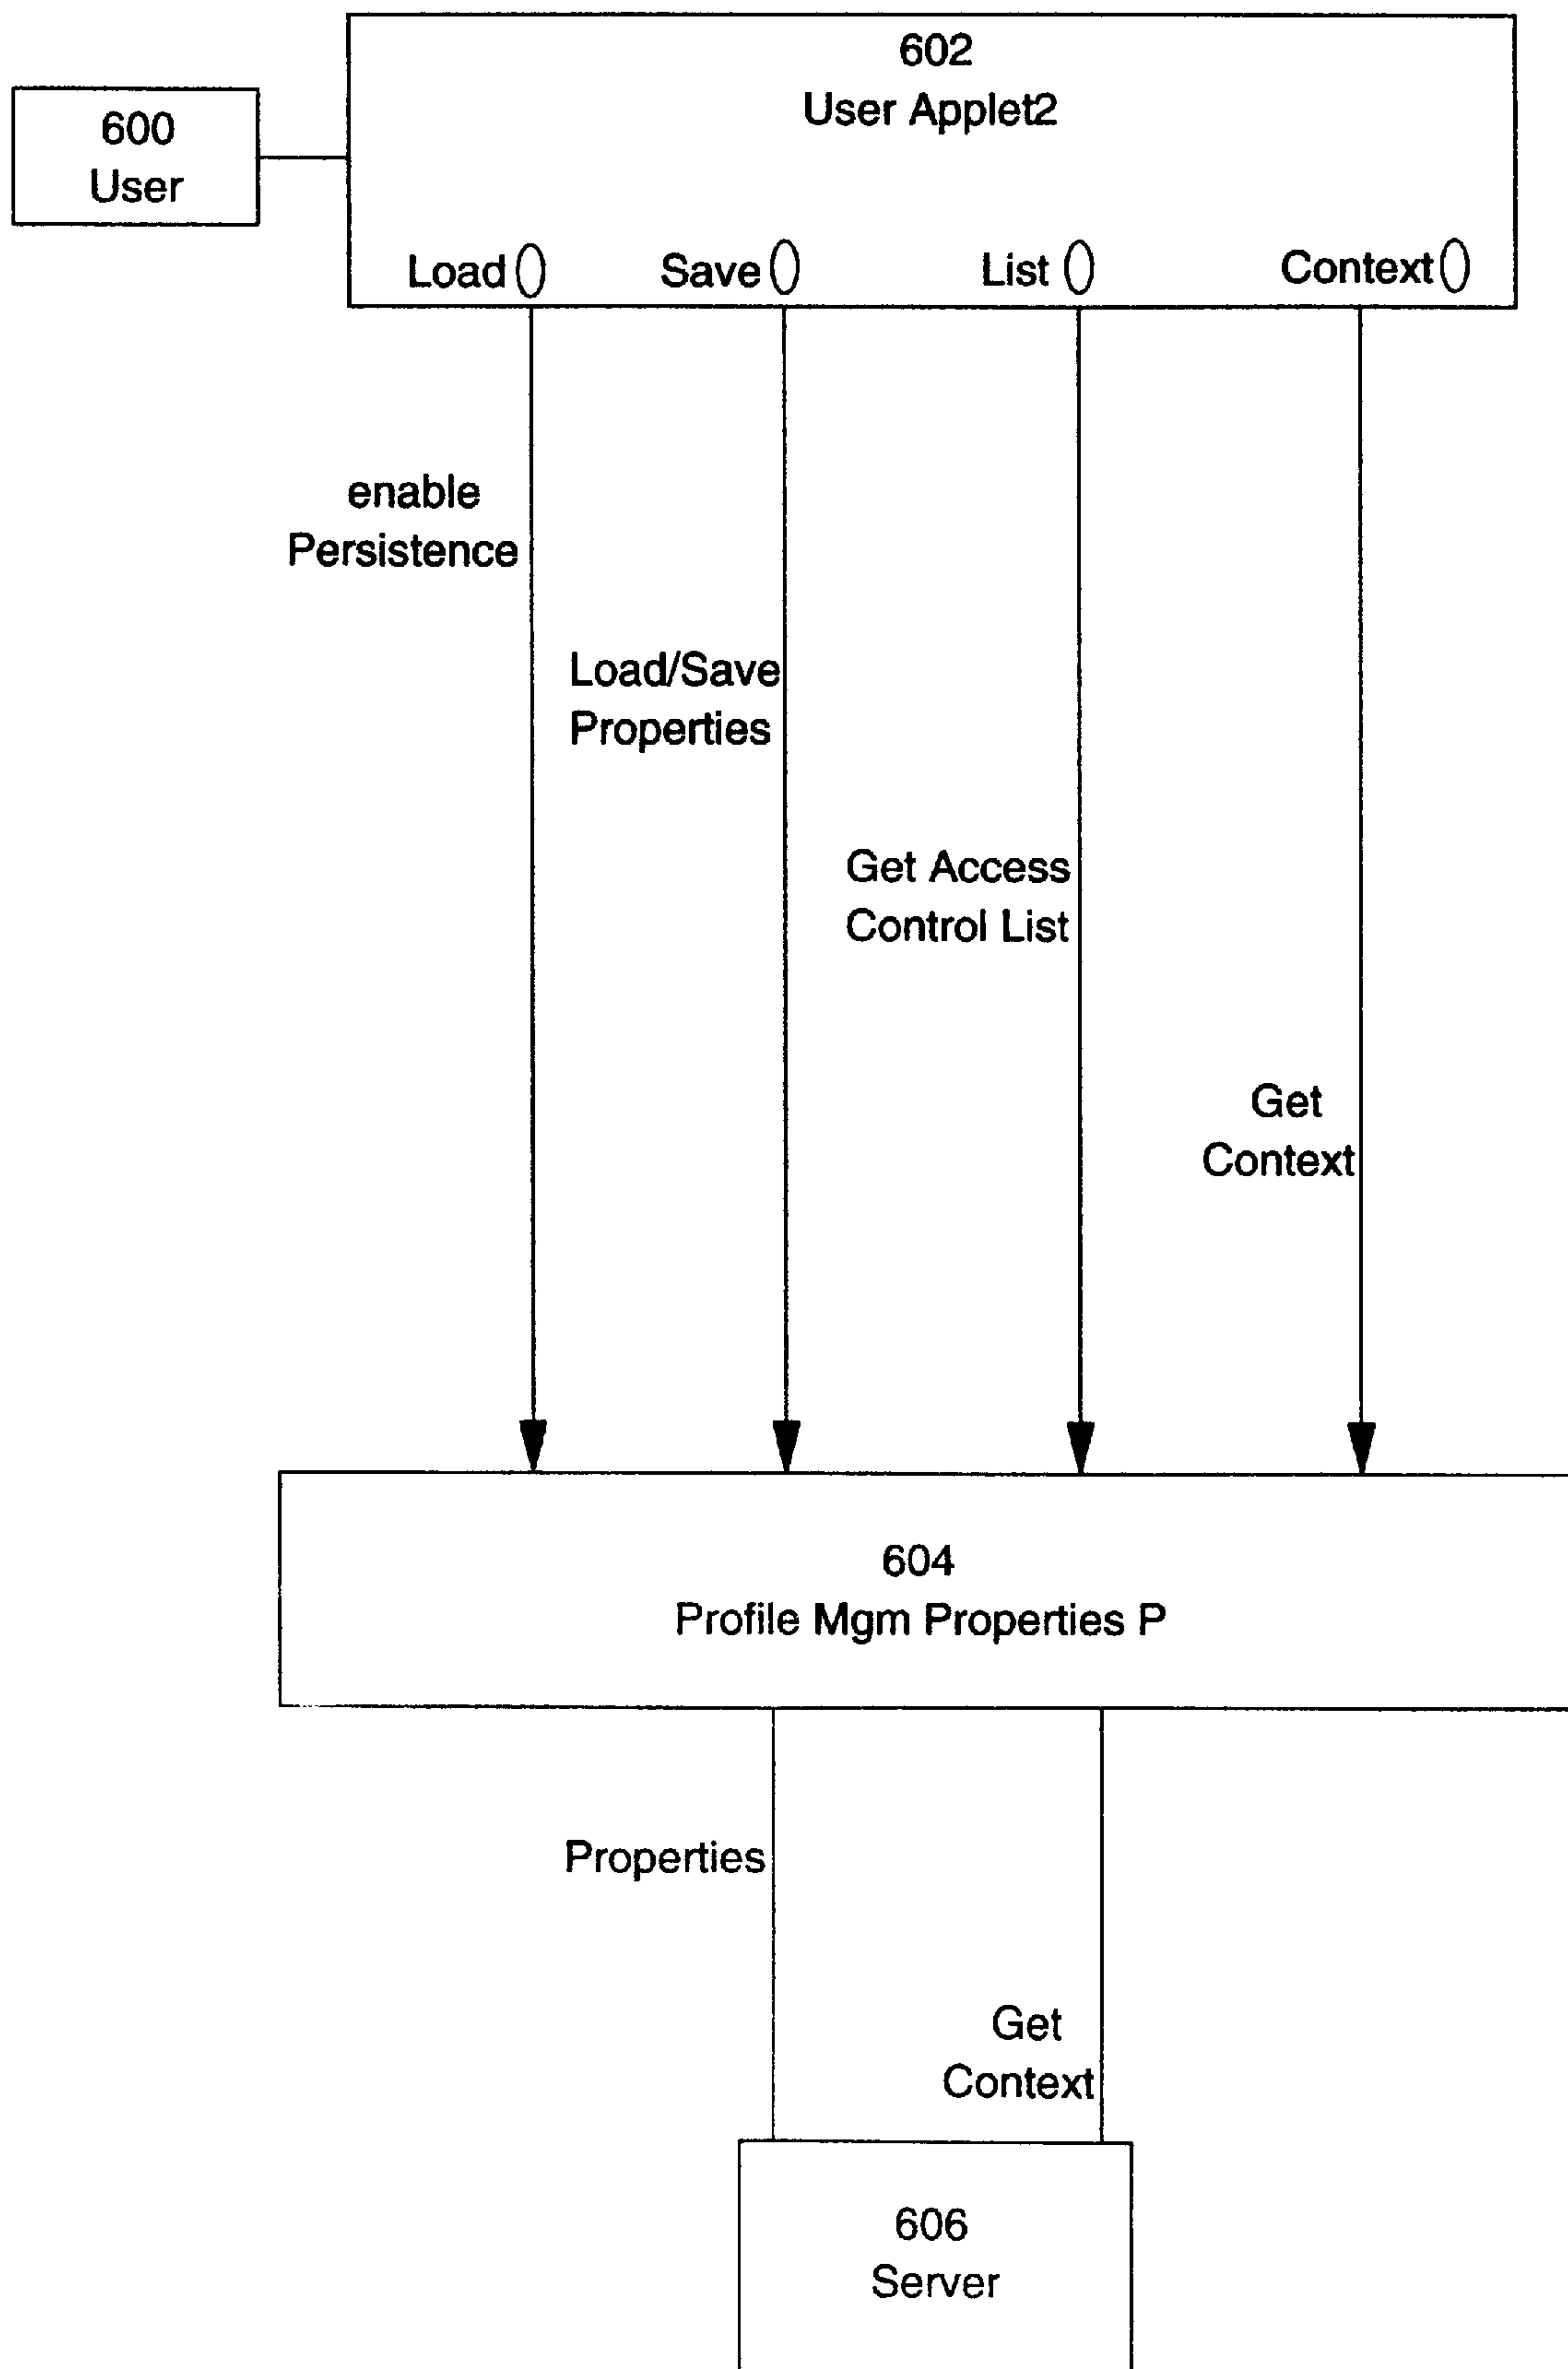 602
User Applet2
600
User
Load
Save
List
Context
enable
Persistence
Load/Save
Properties
Get Access
Control List
Get
Context
604
Profile Mgm Properties P
Properties
Get
Context
606
Server